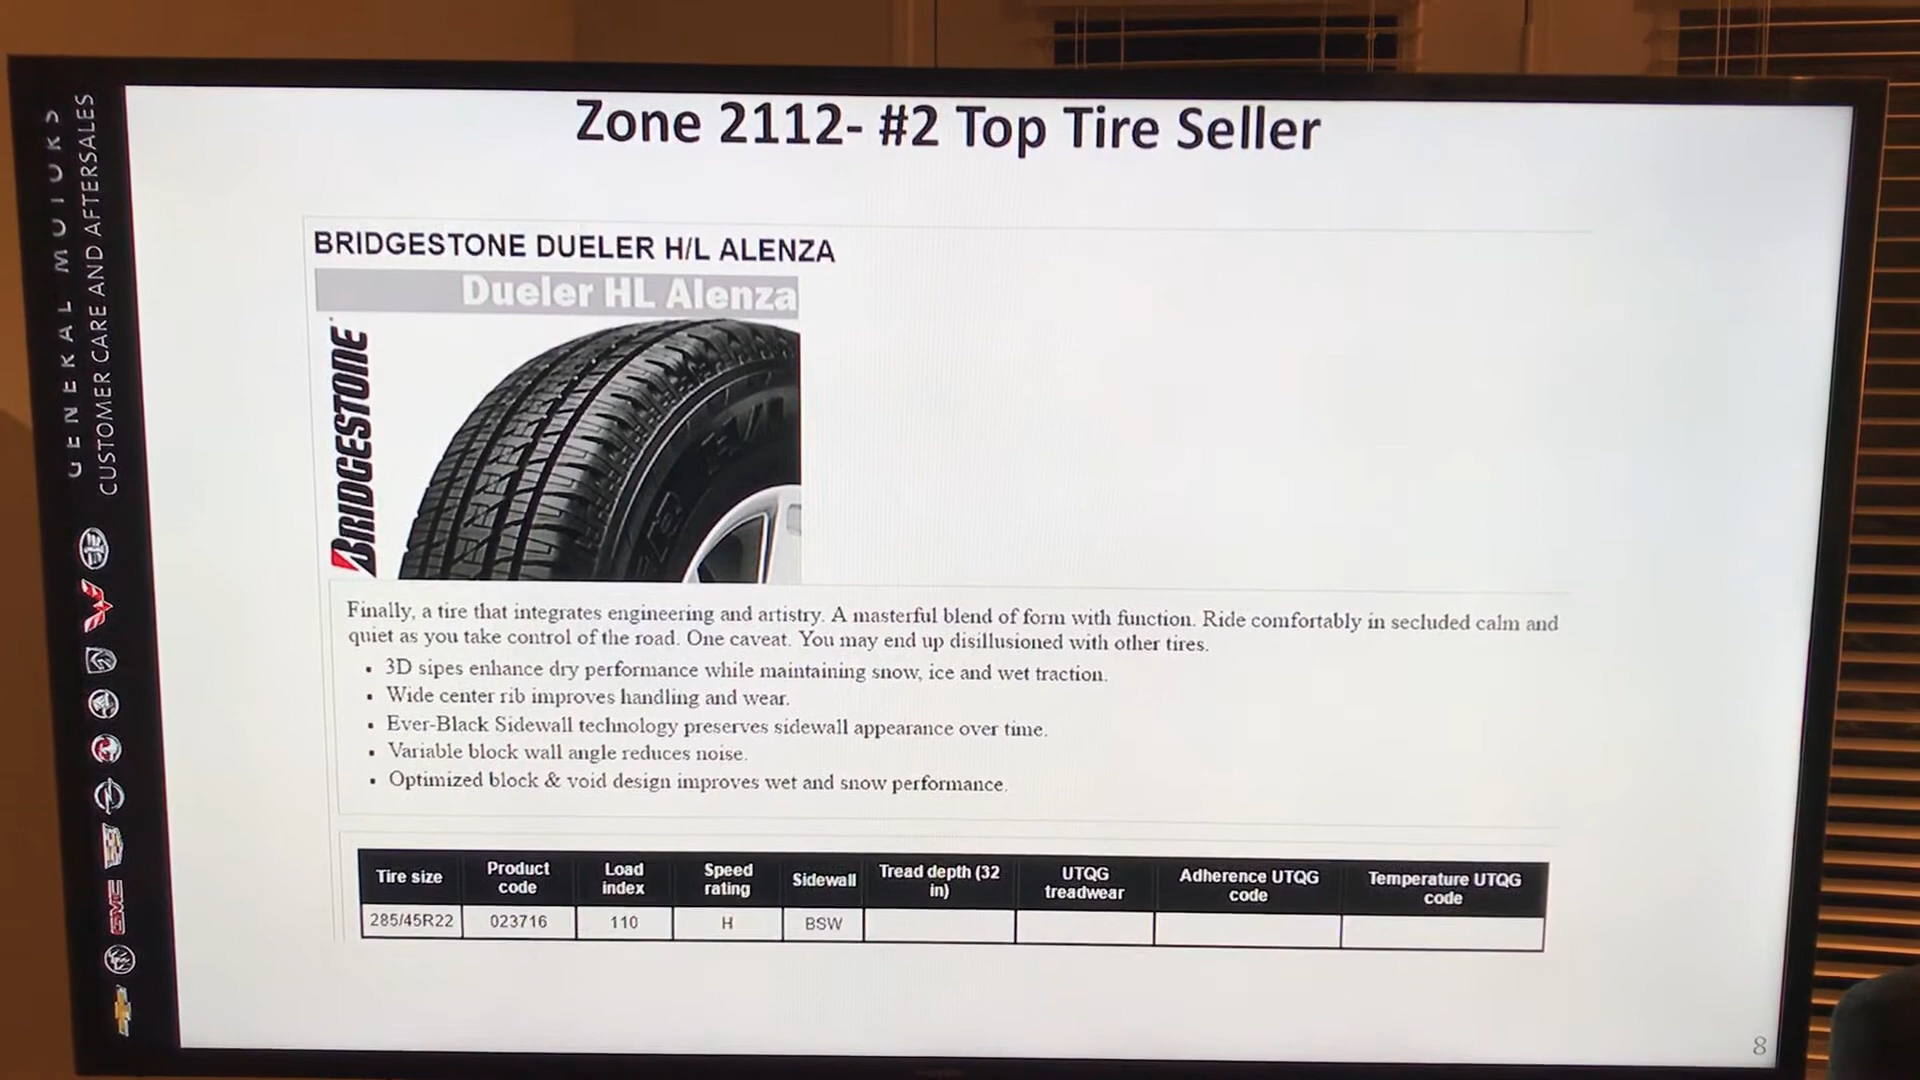 Zone 2112- #2 Top Tire Seller
GENERAL MOTORS
CUSTOMER CARE AND AFTERSALES
BRIDGESTONE DUELER H/L ALENZA
Dueler HL Alenza
BRIDGESTONE
Finally, a tire that integrates engineering and artistry. A masterful blend of form with function. Ride comfortably in secluded calm and
quiet as you take control of the road. One caveat. You may end up disillusioned with other tires.
▪ 3D sipes enhance dry performance while maintaining snow, ice and wet traction.
▪ Wide center rib improves handling and wear.
▪ Ever-Black Sidewall technology preserves sidewall appearance over time.
▪ Variable block wall angle reduces noise.
▪ Optimized block & void design improves wet and snow performance.
Tire size Product code Load index Speed rating Sidewall Tread depth (32 in) UTQG treadwear Adherence UTQG code Temperature UTQG code
285/45R22 023716 110 H BSW
GMC
8